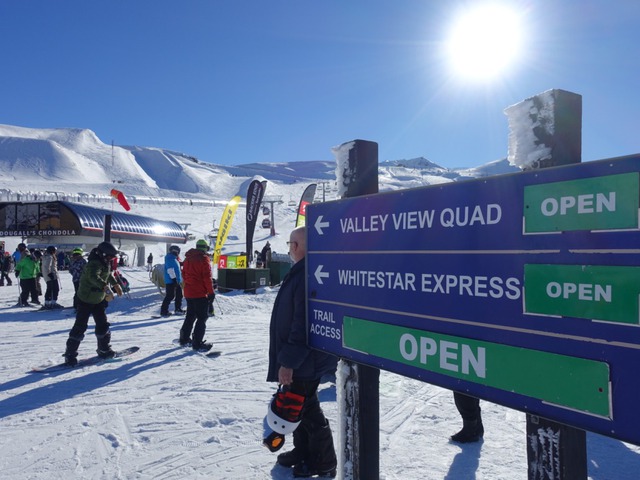 DOUGALL'S CHONDOLA
← VALLEY VIEW QUAD OPEN
← WHITESTAR EXPRESS OPEN
TRAIL
ACCESS
OPEN